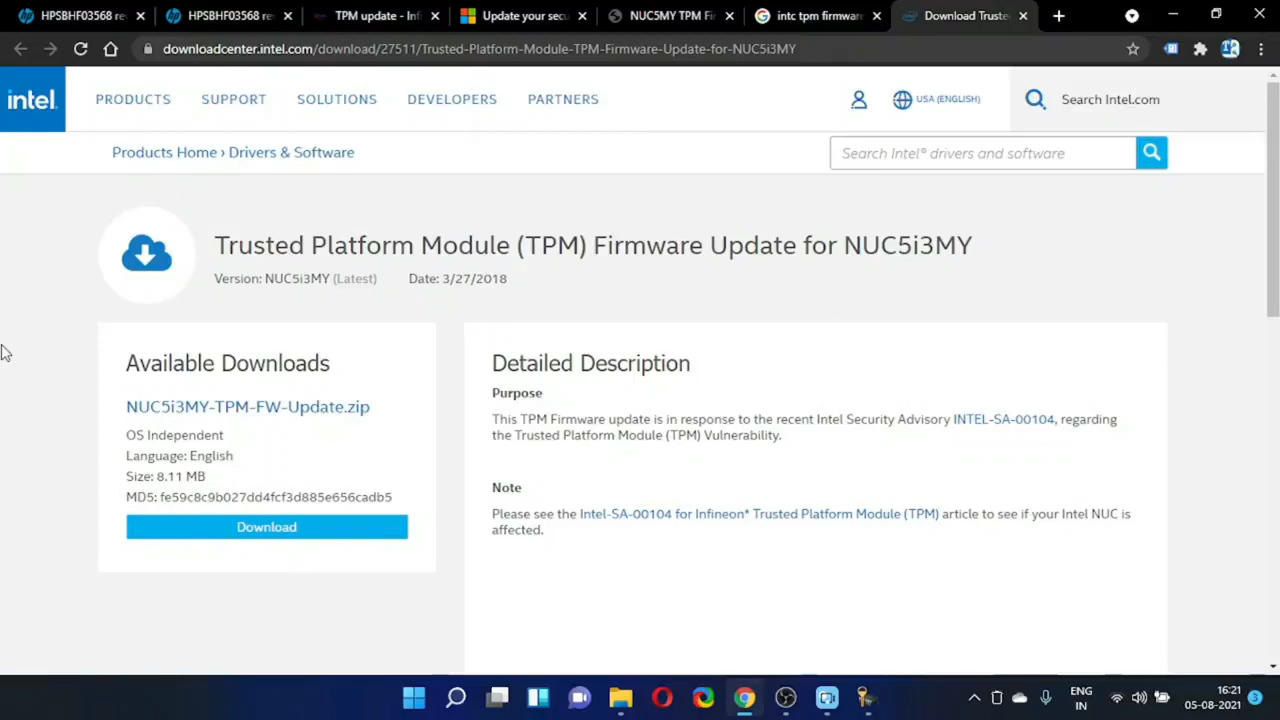 HPSBHF03568 re
HPSBHF03568 re
TPM update - Inf
Update your secu
NUC5MY TPM Fi
intc tpm firmwar
Download Truste
downloadcenter.intel.com/download/27511/Trusted-Platform-Module-TPM-Firmware-Update-for-NUC5i3MY
intel.
PRODUCTS
SUPPORT
SOLUTIONS
DEVELOPERS
PARTNERS
USA (ENGLISH)
Search Intel.com
Products Home › Drivers & Software
Search Intel® drivers and software
Trusted Platform Module (TPM) Firmware Update for NUC5i3MY
Version: NUC5i3MY (Latest)
Date: 3/27/2018
Available Downloads
NUC5i3MY-TPM-FW-Update.zip
OS Independent
Language: English
Size: 8.11 MB
MD5: fe59c8c9b027dd4fcf3d885e656cadb5
Download
Detailed Description
Purpose
This TPM Firmware update is in response to the recent Intel Security Advisory INTEL-SA-00104, regarding
the Trusted Platform Module (TPM) Vulnerability.
Note
Please see the Intel-SA-00104 for Infineon* Trusted Platform Module (TPM) article to see if your Intel NUC is
affected.
ENG
IN
16:21
05-08-2021
3